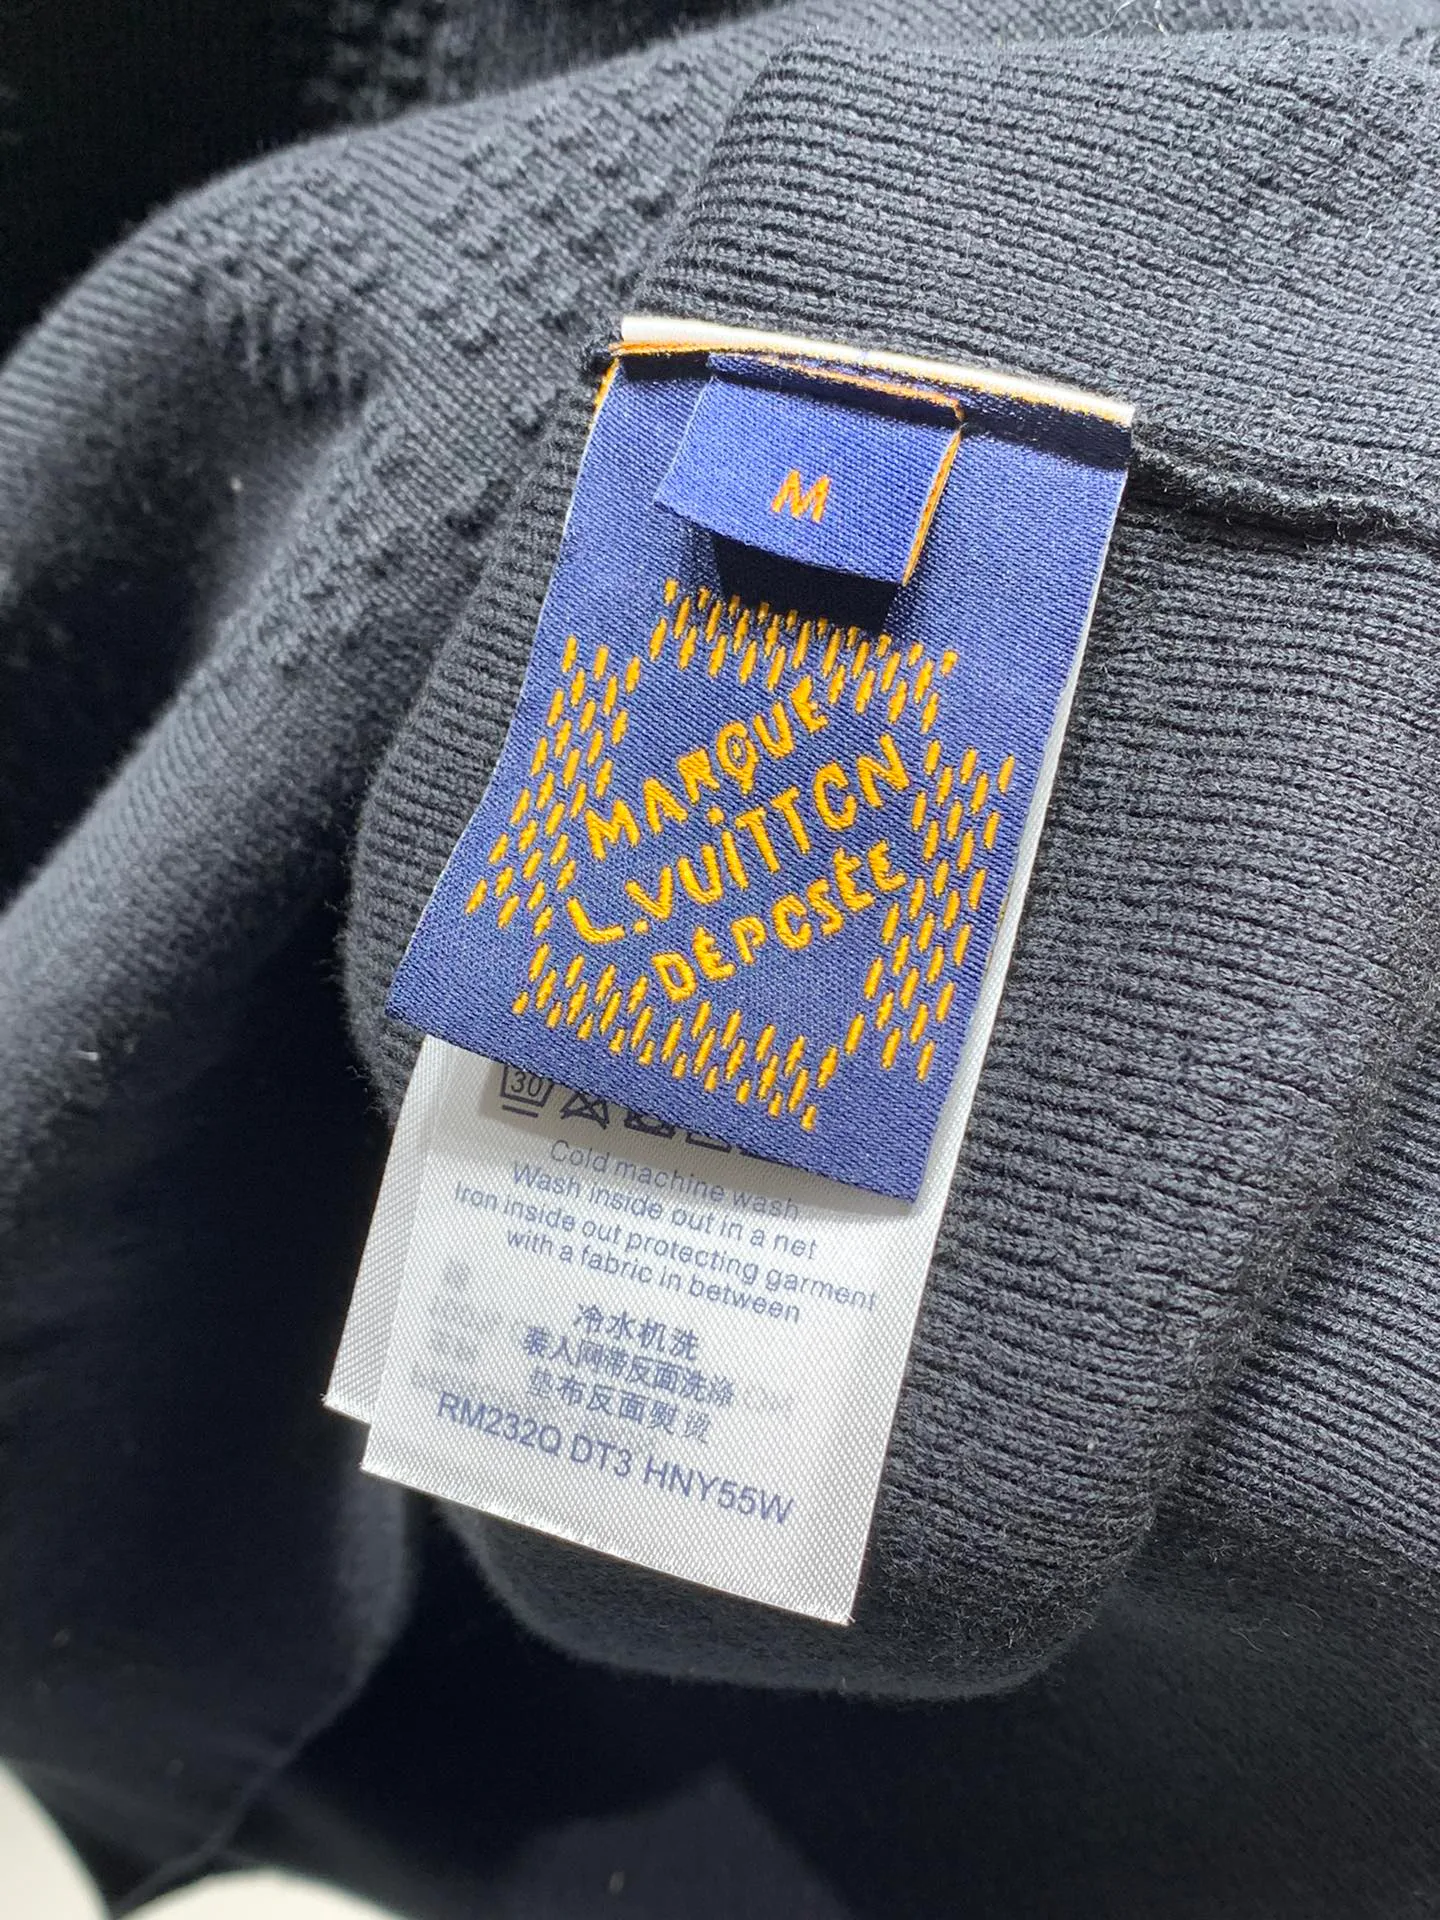 M
MARQUE
L.VUiTTON
DÉPOSÉE
30
Cold machine wash
Wash inside out in a net
Iron inside out protecting garment
with a fabric in between
冷水机洗
装入网带反面洗涤
垫布反面熨烫
RM232Q DT3 HNY55W